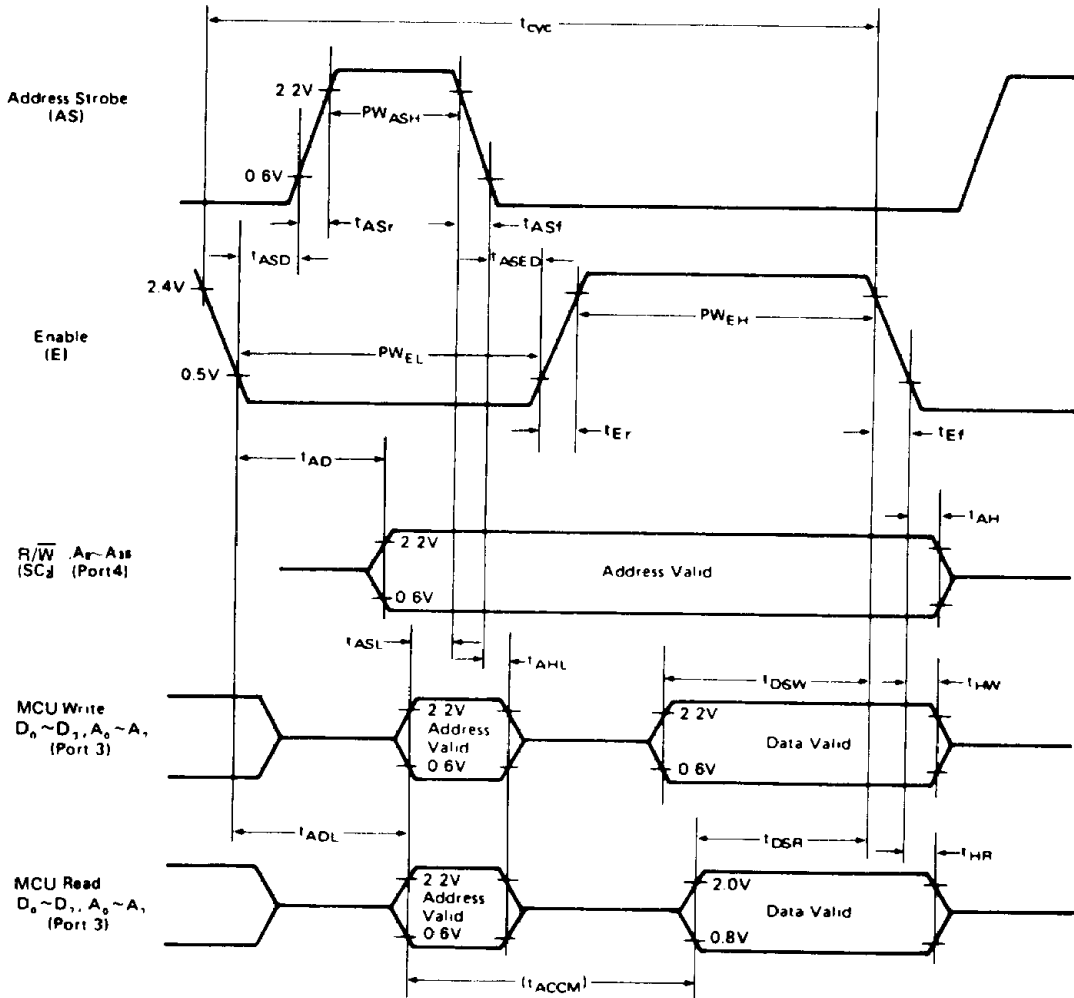 tcyc
Address Strobe
(AS)
2 2V
PWASH
0 6V
tASr
tASf
tASD
tASED
2.4V
Enable
(E)
PWEH
PWEL
0.5V
tEr
tEf
tAD
tAH
R/W̅
(SC2)
(Port4)
2 2V
Address Valid
0 6V
tASL
tAHL
tDSW
tHW
MCU Write
D0~D7, A0~A7
(Port 3)
2 2V
Address
Valid
0 6V
2 2V
Data Valid
0 6V
tADL
tDSR
tHR
MCU Read
D0~D7, A0~A7
(Port 3)
2 2V
Address
Valid
0 6V
2.0V
Data Valid
0.8V
(tACCM)